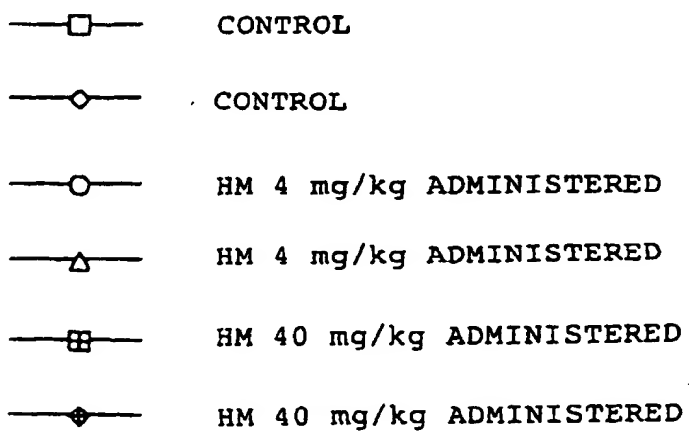 CONTROL
CONTROL
HM 4 mg/kg ADMINISTERED
HM 4 mg/kg ADMINISTERED
HM 40 mg/kg ADMINISTERED
HM 40 mg/kg ADMINISTERED